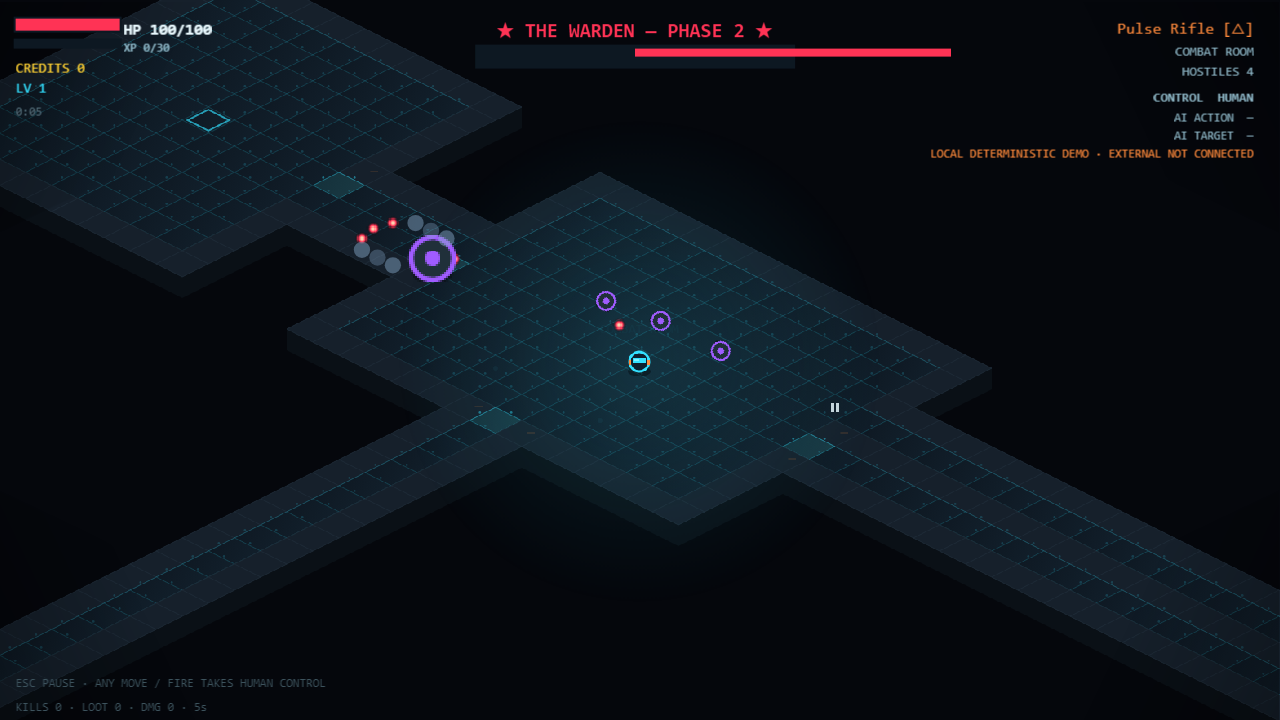 HP 100/100
XP 0/30
CREDITS 0
LV 1
0:05
★ THE WARDEN — PHASE 2 ★
Pulse Rifle [△]
COMBAT ROOM
HOSTILES 4
CONTROL HUMAN
AI ACTION —
AI TARGET —
LOCAL DETERMINISTIC DEMO · EXTERNAL NOT CONNECTED
ESC PAUSE · ANY MOVE / FIRE TAKES HUMAN CONTROL
KILLS 0 · LOOT 0 · DMG 0 · 5s